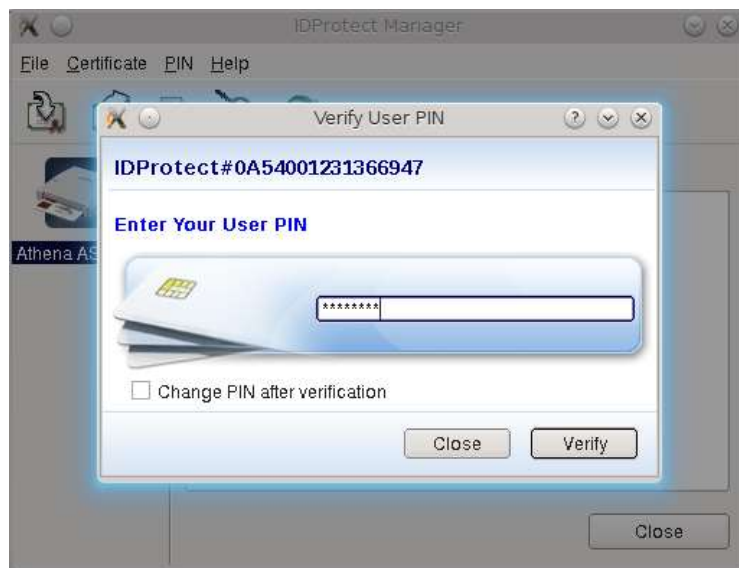 IDProtect Manager
File Certificate PIN Help
Verify User PIN
IDProtect#0A54001231366947
Enter Your User PIN
Athena AS
********
Change PIN after verification
Close Verify
Close